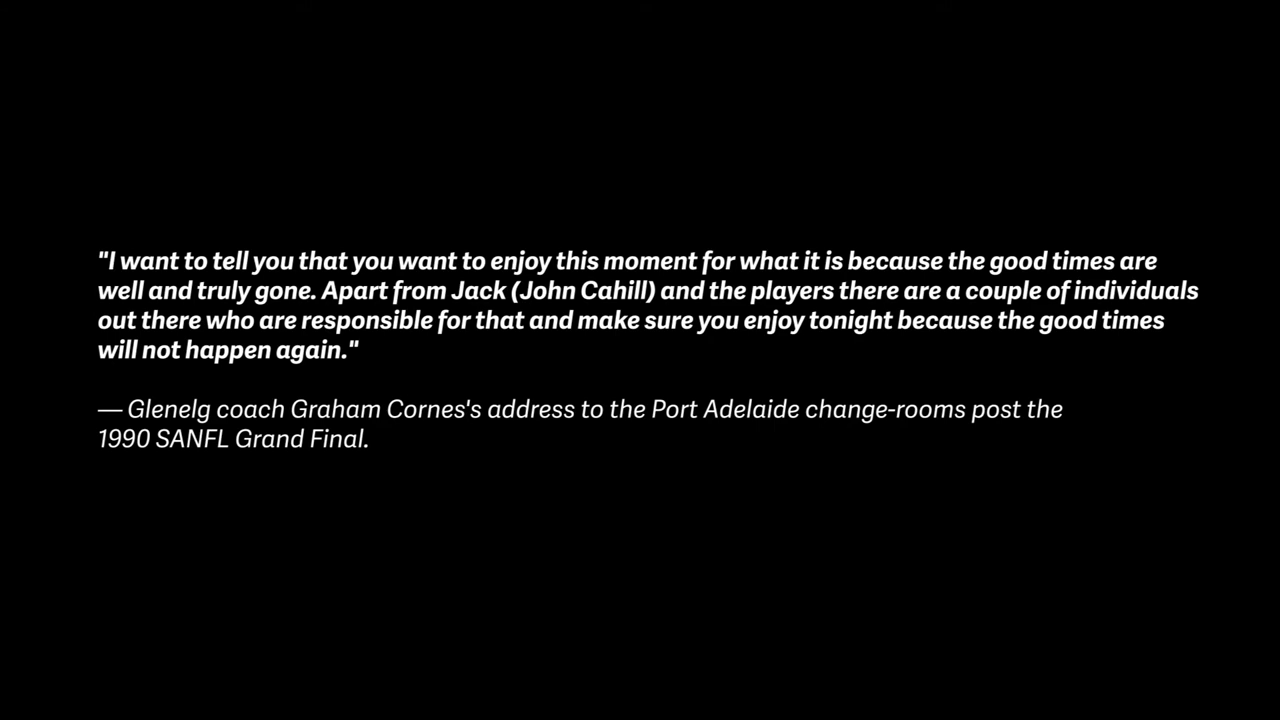 "I want to tell you that you want to enjoy this moment for what it is because the good times are
well and truly gone. Apart from Jack (John Cahill) and the players there are a couple of individuals
out there who are responsible for that and make sure you enjoy tonight because the good times
will not happen again."
— Glenelg coach Graham Cornes's address to the Port Adelaide change-rooms post the
1990 SANFL Grand Final.